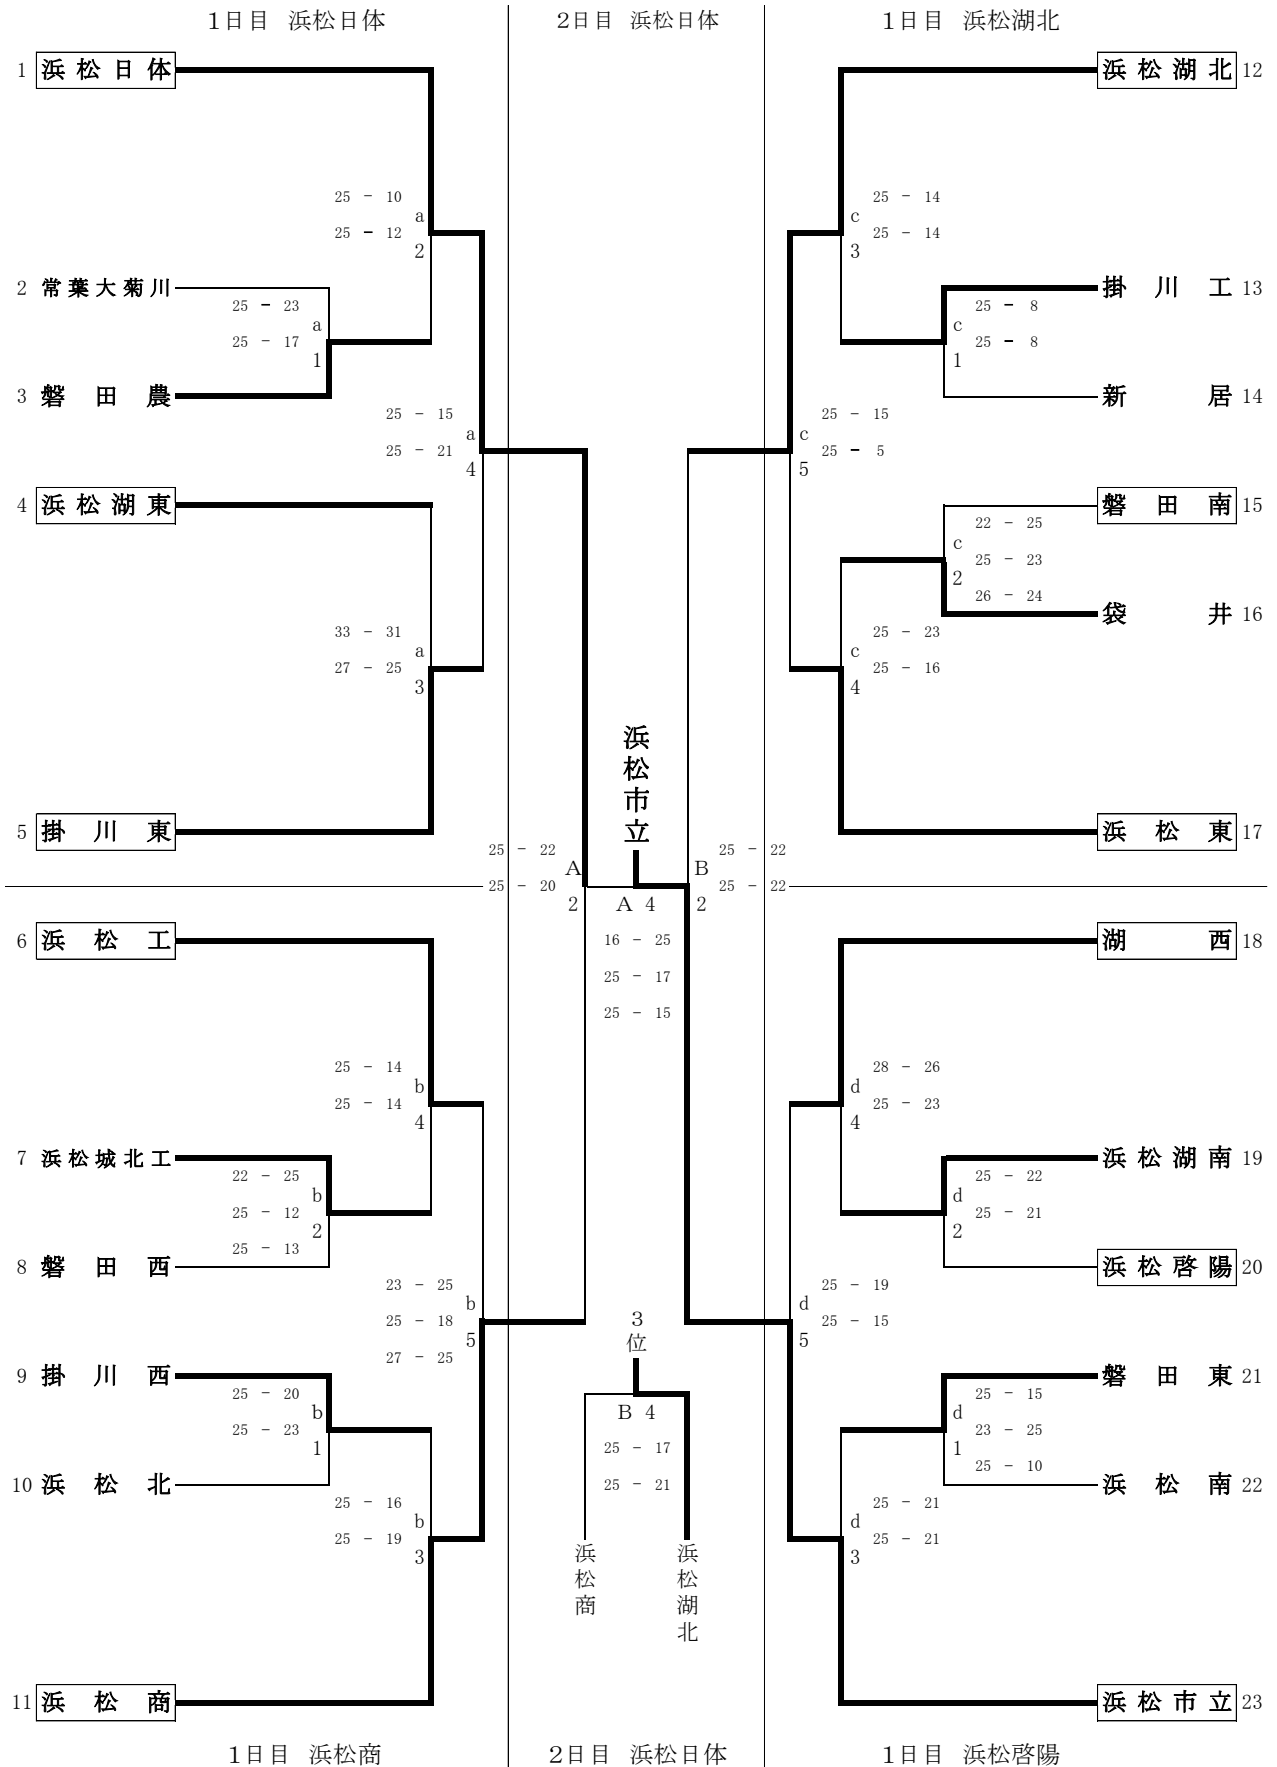 1日目 浜松日体
2日目 浜松日体
1日目 浜松湖北
1 浜松日体
浜松湖北 12
25 - 10
a
25 - 12
2
25 - 14
c
25 - 14
3
2 常葉大菊川
掛川工 13
25 - 23
a
25 - 17
1
25 - 8
c
25 - 8
1
3 磐田農
新居 14
25 - 15
a
25 - 21
4
25 - 15
c
25 - 5
5
4 浜松湖東
磐田南 15
22 - 25
c
25 - 23
2
26 - 24
袋井 16
33 - 31
a
27 - 25
3
25 - 23
c
25 - 16
4
浜松市立
5 掛川東
浜松東 17
25 - 22
A
25 - 20
2
25 - 22
B
25 - 22
2
A 4
16 - 25
25 - 17
25 - 15
6 浜松工
湖西 18
25 - 14
b
25 - 14
4
28 - 26
d
25 - 23
4
7 浜松城北工
浜松湖南 19
22 - 25
b
25 - 12
2
25 - 13
25 - 22
d
25 - 21
2
8 磐田西
浜松啓陽 20
23 - 25
b
25 - 18
5
27 - 25
25 - 19
d
25 - 15
5
3位
9 掛川西
磐田東 21
25 - 20
b
25 - 23
1
B 4
25 - 17
25 - 21
25 - 15
d
23 - 25
1
25 - 10
10 浜松北
浜松南 22
25 - 16
b
25 - 19
3
25 - 21
d
25 - 21
3
浜松商
浜松湖北
11 浜松商
浜松市立 23
1日目 浜松商
2日目 浜松日体
1日目 浜松啓陽